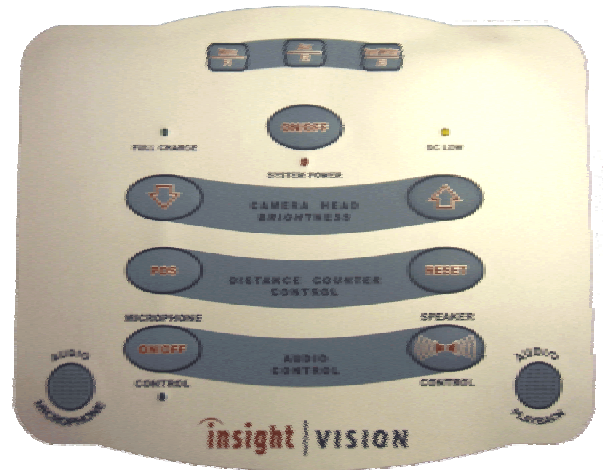 ON/OFF
FULL CHARGE
DC LOW
SYSTEM POWER
CAMERA HEAD
BRIGHTNESS
POS
DISTANCE COUNTER
CONTROL
RESET
MICROPHONE
SPEAKER
ON/OFF
AUDIO
CONTROL
CONTROL
CONTROL
AUDIO
MICROPHONE
AUDIO
PLAYBACK
insight | VISION